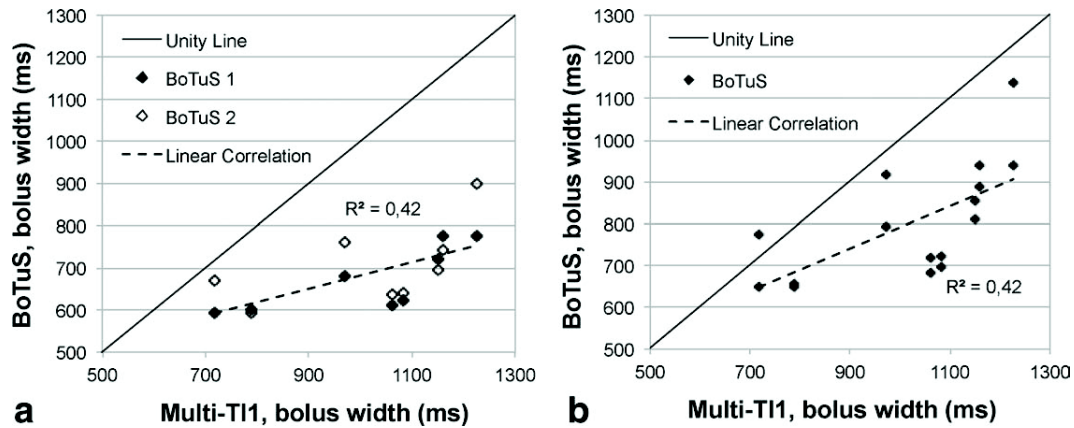 1300
1200
1100
1000
900
800
700
600
500
BoTuS, bolus width (ms)
Unity Line
BoTuS 1
BoTuS 2
Linear Correlation
R² = 0,42
500 700 900 1100 1300
Multi-TI1, bolus width (ms)
a
1300
1200
1100
1000
900
800
700
600
500
BoTuS, bolus width (ms)
Unity Line
BoTuS
Linear Correlation
R² = 0,42
500 700 900 1100 1300
Multi-TI1, bolus width (ms)
b